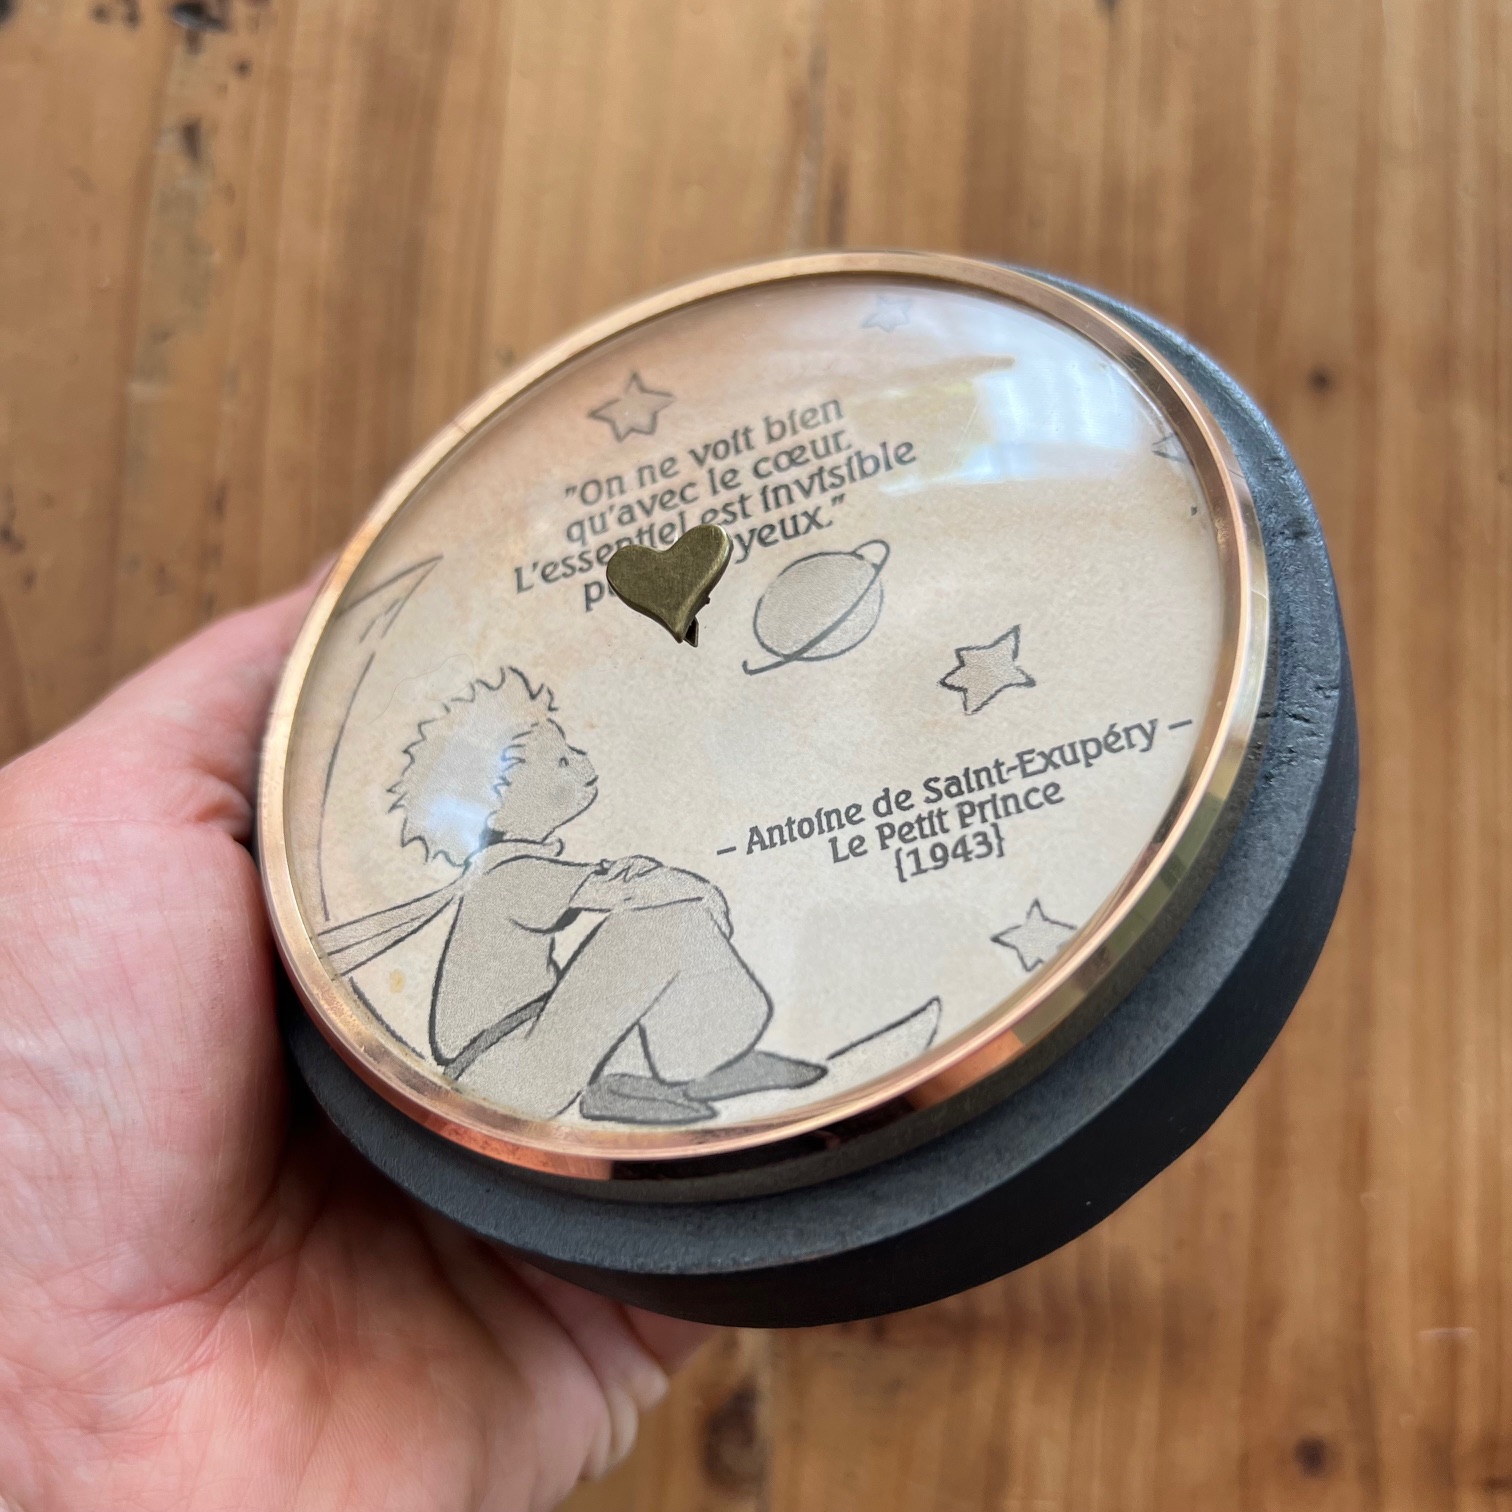 "On ne voit bien
qu'avec le cœur.
L'essentiel est invisible
yeux."
– Antoine de Saint-Exupéry –
Le Petit Prince
{1943}